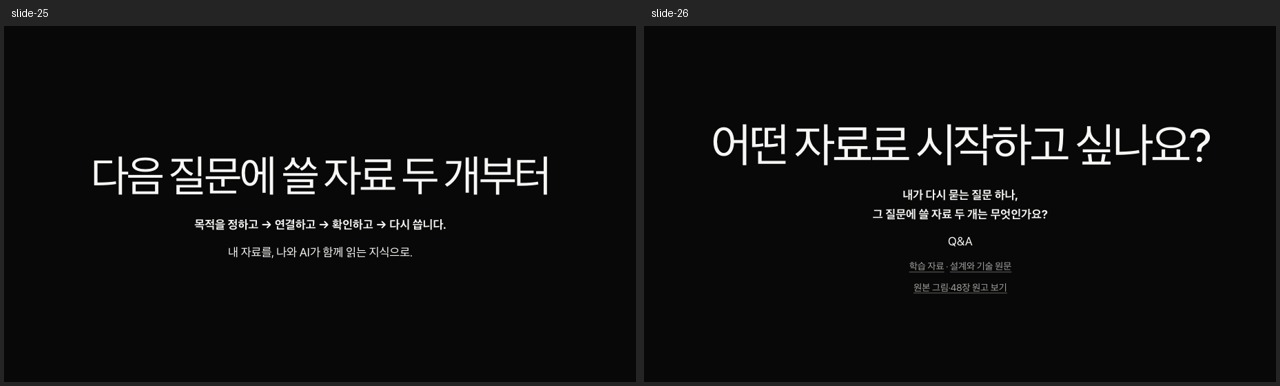 slide-25
다음 질문에 쓸 자료 두 개부터
목적을 정하고 → 연결하고 → 확인하고 → 다시 씁니다.
내 자료를, 나와 AI가 함께 읽는 지식으로.
slide-26
어떤 자료로 시작하고 싶나요?
내가 다시 묻는 질문 하나,
그 질문에 쓸 자료 두 개는 무엇인가요?
Q&A
학습 자료 · 설계와 기술 원문
원본 그림·48장 원고 보기